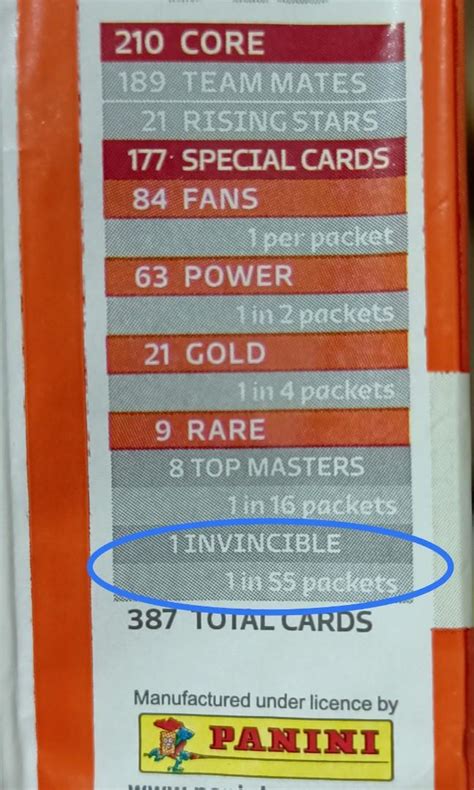 210 CORE
189 TEAM MATES
21 RISING STARS
177 SPECIAL CARDS
84 FANS
1 per packet
63 POWER
1 in 2 packets
21 GOLD
1 in 4 packets
9 RARE
8 TOP MASTERS
1 in 16 packets
1 INVINCIBLE
1 in 55 packets
387 TOTAL CARDS
Manufactured under licence by
PANINI